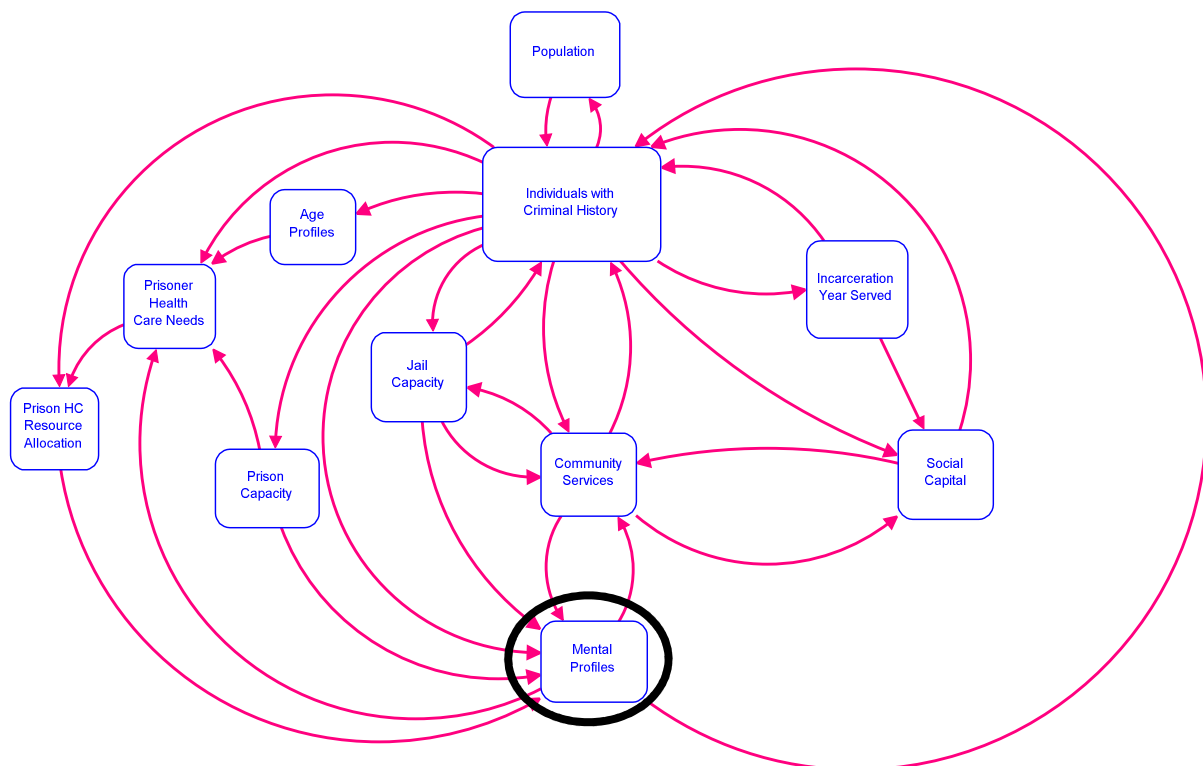 Population
Individuals with
Criminal History
Age
Profiles
Incarceration
Year Served
Prisoner
Health
Care Needs
Jail
Capacity
Prison HC
Resource
Allocation
Community
Services
Social
Capital
Prison
Capacity
Mental
Profiles